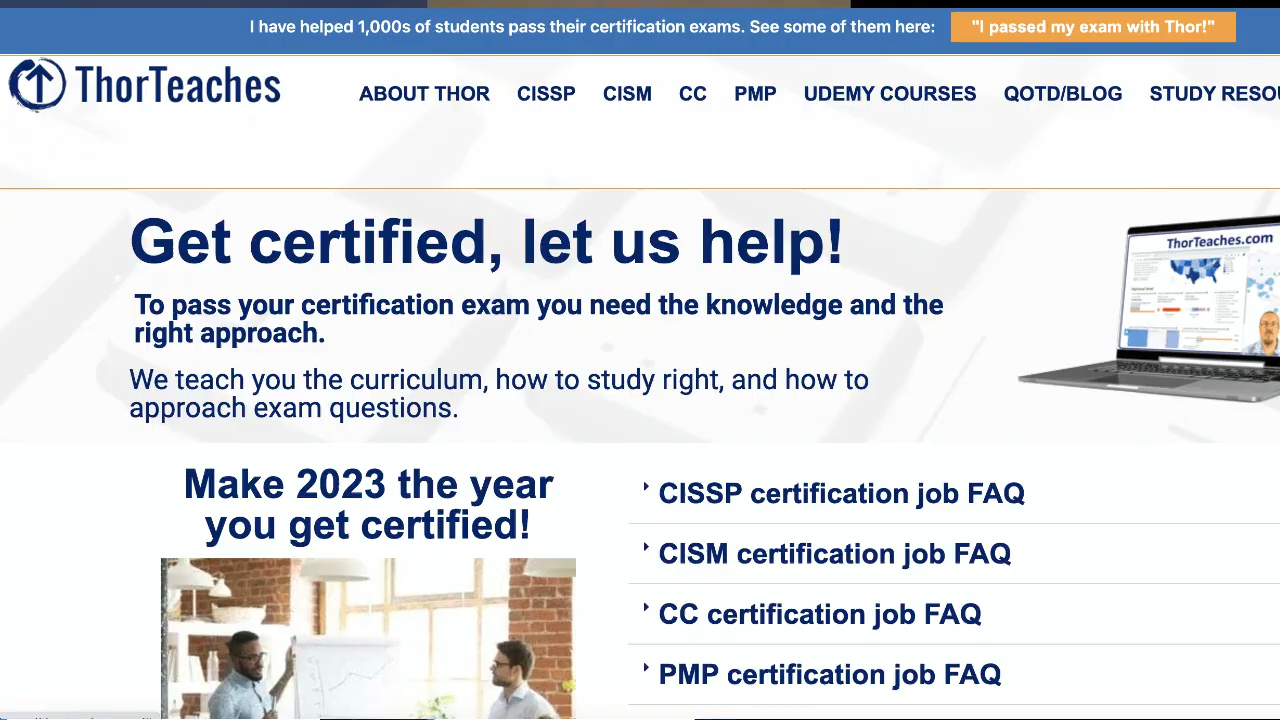 I have helped 1,000s of students pass their certification exams. See some of them here:
"I passed my exam with Thor!"
ThorTeaches
ABOUT THOR CISSP CISM CC PMP UDEMY COURSES QOTD/BLOG STUDY RESOU
Get certified, let us help!
ThorTeaches.com
To pass your certification exam you need the knowledge and the
right approach.
We teach you the curriculum, how to study right, and how to
approach exam questions.
Make 2023 the year
you get certified!
CISSP certification job FAQ
CISM certification job FAQ
CC certification job FAQ
PMP certification job FAQ